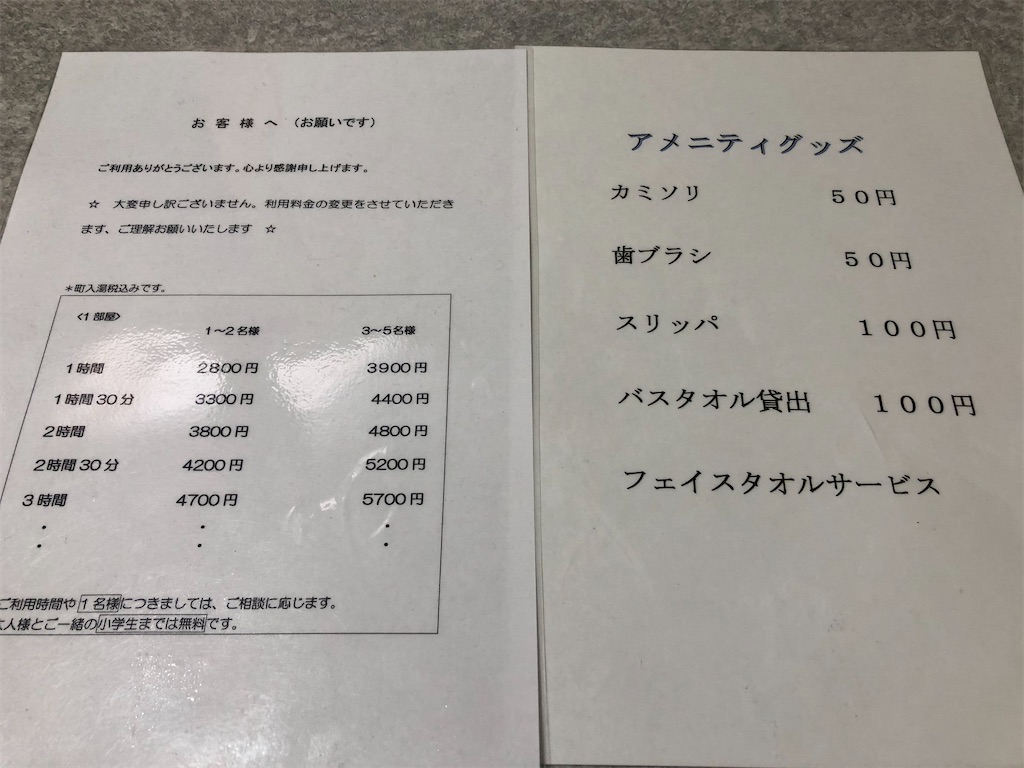 お客様へ（お願いです）
ご利用ありがとうございます。心より感謝申し上げます。
☆　大変申し訳ございません。利用料金の変更をさせていただき
ます、ご理解お願いいたします　☆
*町入湯税込みです。
<1部屋>
1～2名様　3～5名様
1時間　2800円　3900円
1時間30分　3300円　4400円
2時間　3800円　4800円
2時間30分　4200円　5200円
3時間　4700円　5700円
・　・　・
・　・　・
ご利用時間や1名様につきましては、ご相談に応じます。
人様とご一緒の小学生までは無料です。
アメニティグッズ
カミソリ　５０円
歯ブラシ　５０円
スリッパ　１００円
バスタオル貸出　１００円
フェイスタオルサービス